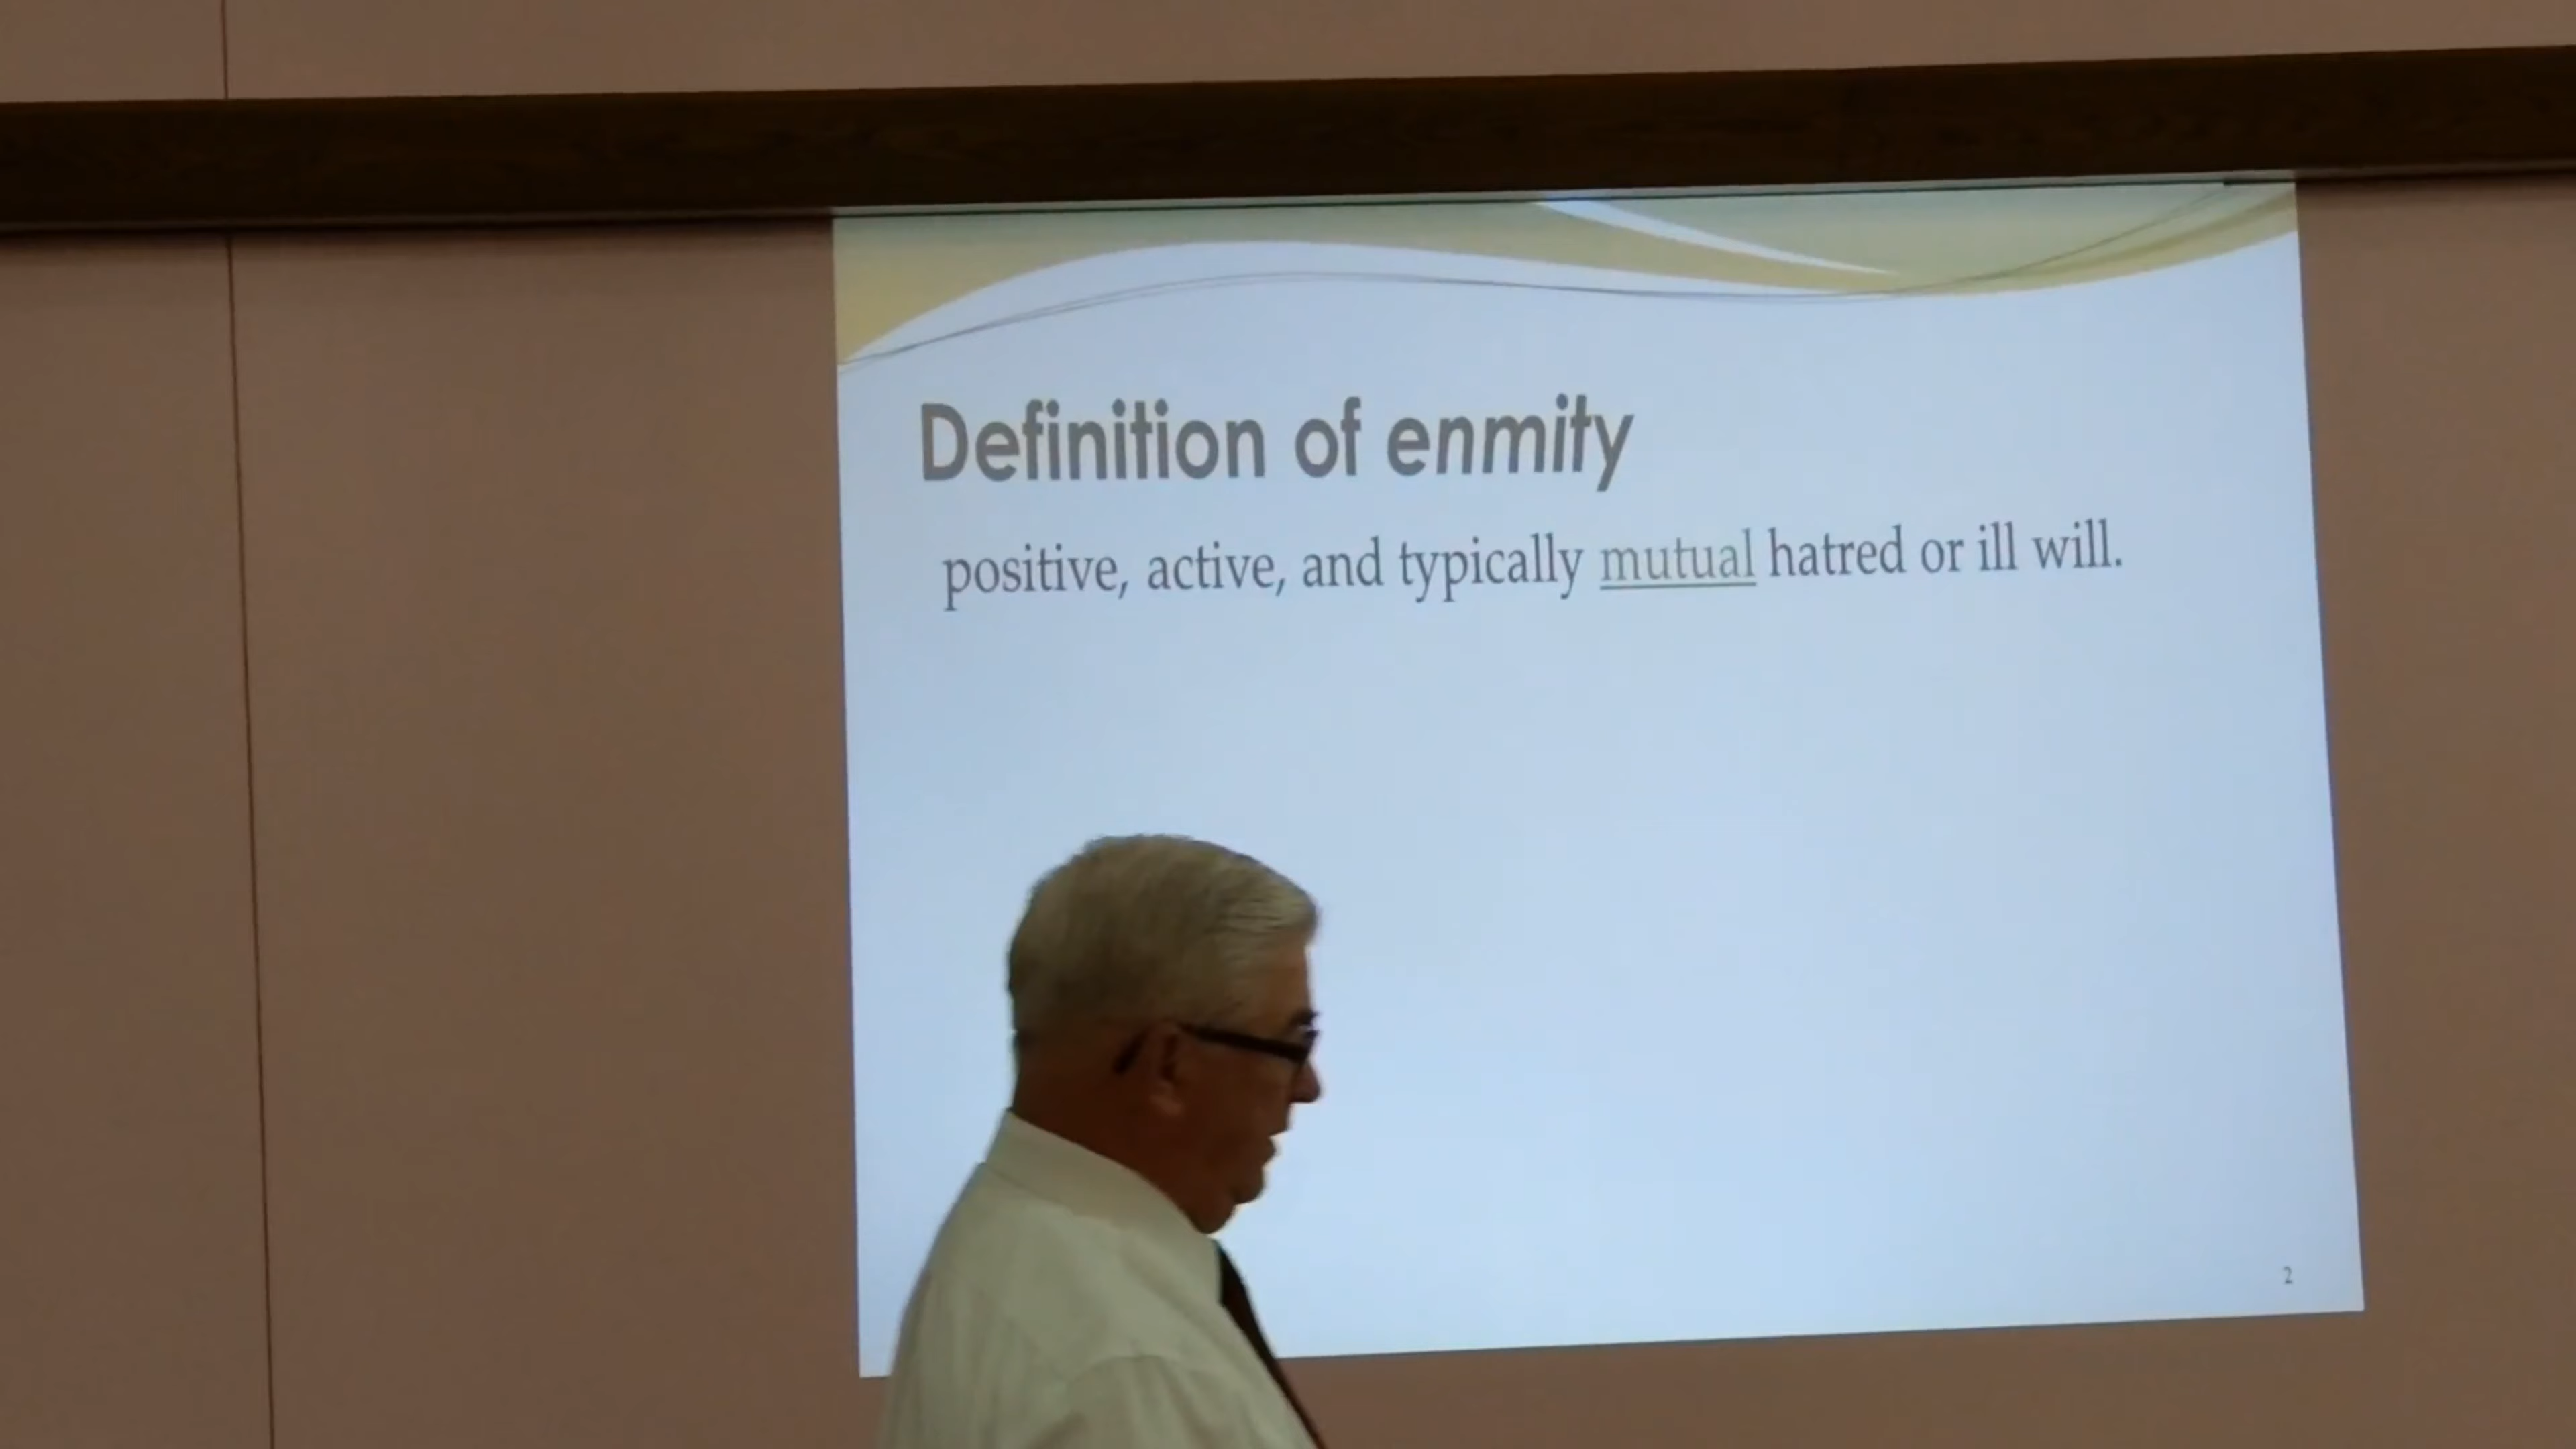 Definition of enmity
positive, active, and typically mutual hatred or ill will.
2